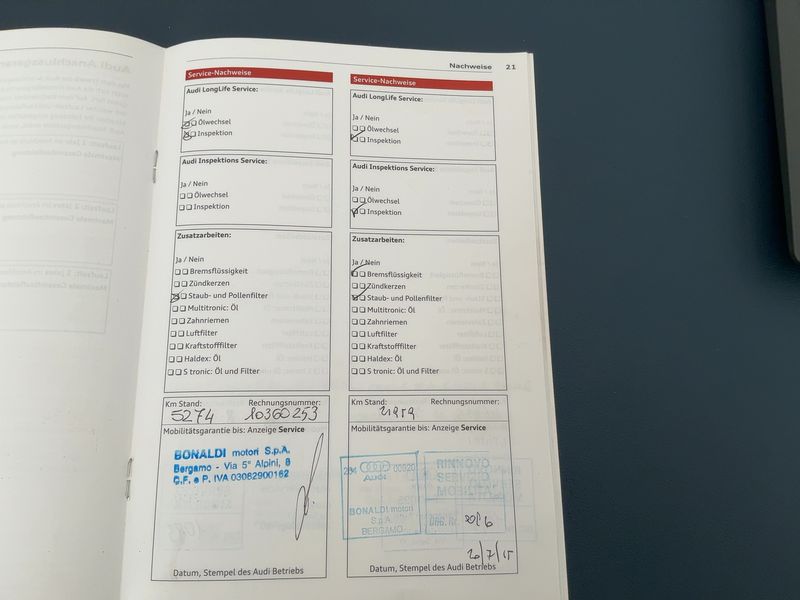 Nachweise 21
Service-Nachweise
Audi LongLife Service:
Ja / Nein
Ölwechsel
Inspektion
Audi Inspektions Service:
Ja / Nein
Ölwechsel
Inspektion
Zusatzarbeiten:
Ja / Nein
Bremsflüssigkeit
Zündkerzen
Staub- und Pollenfilter
Multitronic: Öl
Zahnriemen
Luftfilter
Kraftstofffilter
Haldex: Öl
S tronic: Öl und Filter
Km Stand: Rechnungsnummer:
5274 10360253
Mobilitätsgarantie bis: Anzeige Service
BONALDI motori S.p.A.
Bergamo - Via 5° Alpini, 8
C.F. e P. IVA 03062900162
Datum, Stempel des Audi Betriebs
Service-Nachweise
Audi LongLife Service:
Ja / Nein
Ölwechsel
Inspektion
Audi Inspektions Service:
Ja / Nein
Ölwechsel
Inspektion
Zusatzarbeiten:
Ja / Nein
Bremsflüssigkeit
Zündkerzen
Staub- und Pollenfilter
Multitronic: Öl
Zahnriemen
Luftfilter
Kraftstofffilter
Haldex: Öl
S tronic: Öl und Filter
Km Stand: Rechnungsnummer:
Mobilitätsgarantie bis: Anzeige Service
284 00920
Audi
BONALDI motori
S.p.A.
BERGAMO
RINNOVO
SERVIZIO
2016
20/7/15
Datum, Stempel des Audi Betriebs